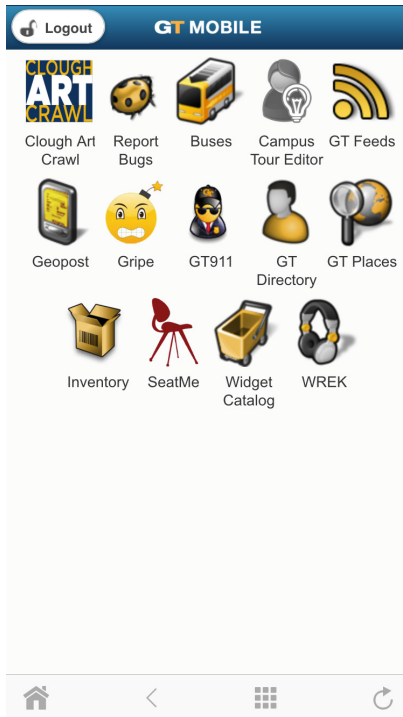 Logout
GT MOBILE
CLOUGH
ART
CRAWL
Clough Art
Crawl
Report
Bugs
Buses
Campus
Tour Editor
GT Feeds
Geopost
Gripe
GT911
GT
Directory
GT Places
Inventory
SeatMe
Widget
Catalog
WREK